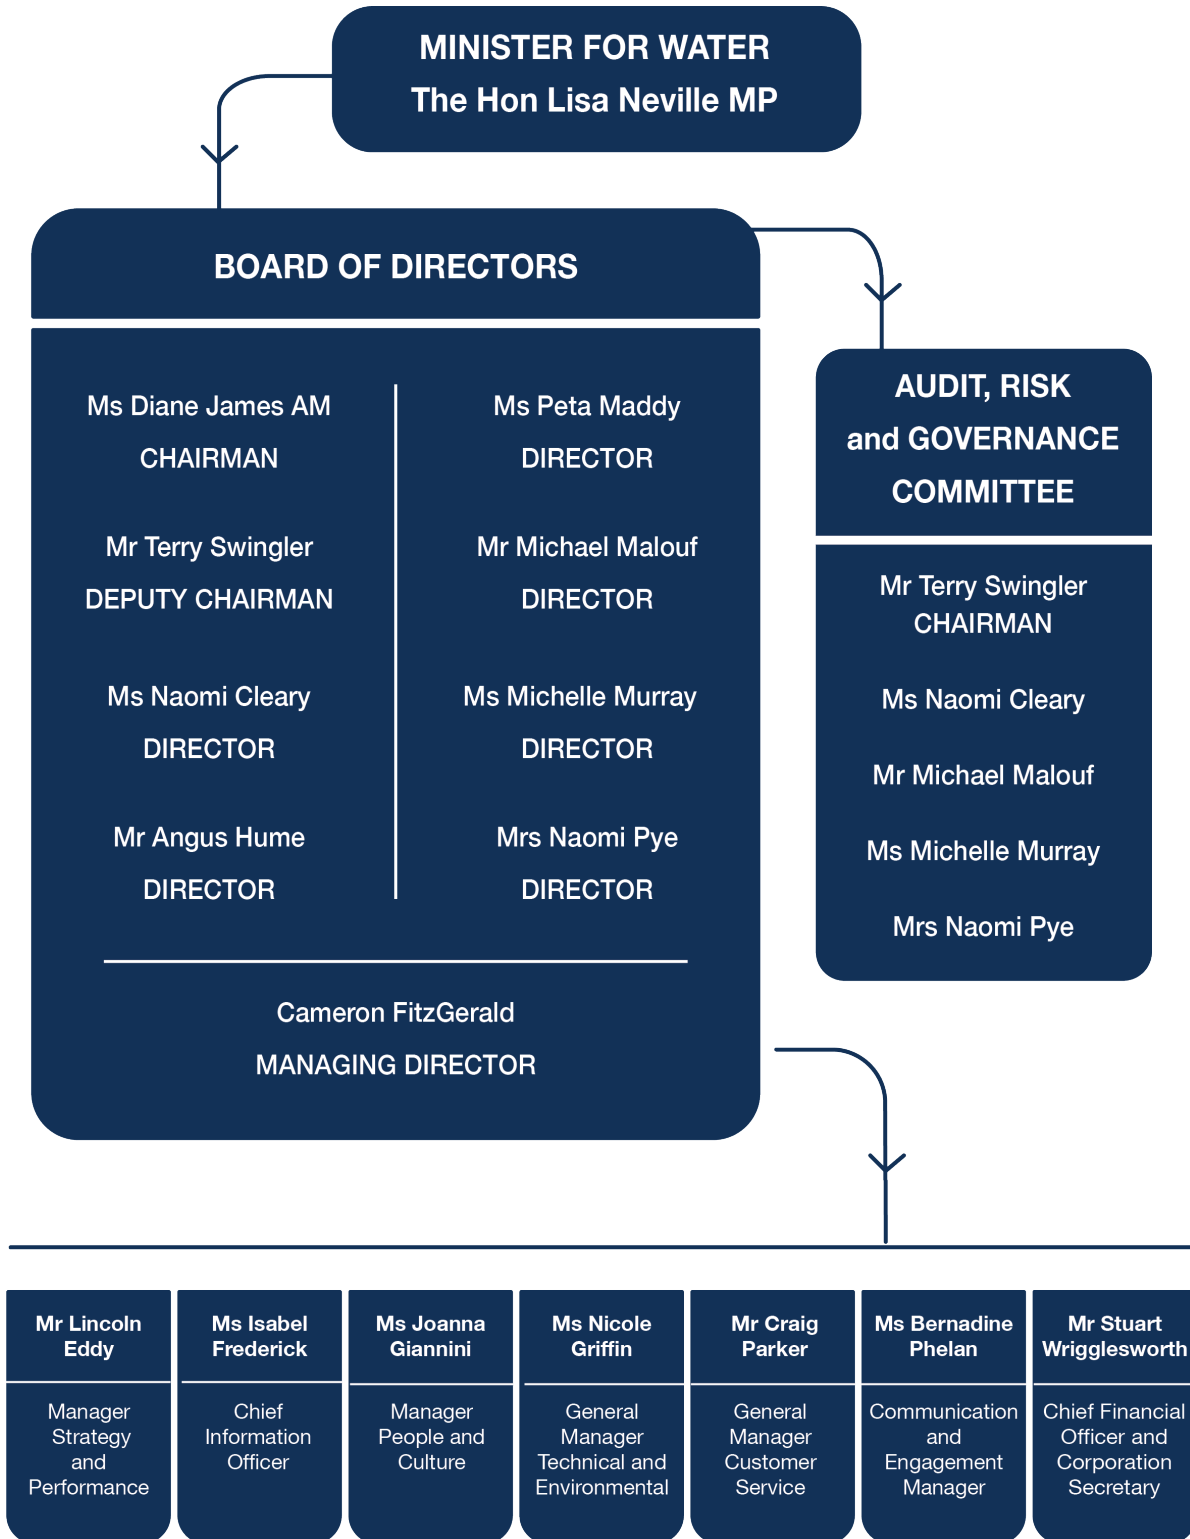 MINISTER FOR WATER
The Hon Lisa Neville MP
BOARD OF DIRECTORS
Ms Diane James AM
CHAIRMAN
Mr Terry Swingler
DEPUTY CHAIRMAN
Ms Naomi Cleary
DIRECTOR
Mr Angus Hume
DIRECTOR
Ms Peta Maddy
DIRECTOR
Mr Michael Malouf
DIRECTOR
Ms Michelle Murray
DIRECTOR
Mrs Naomi Pye
DIRECTOR
Cameron FitzGerald
MANAGING DIRECTOR
AUDIT, RISK
and GOVERNANCE
COMMITTEE
Mr Terry Swingler
CHAIRMAN
Ms Naomi Cleary
Mr Michael Malouf
Ms Michelle Murray
Mrs Naomi Pye
Mr Lincoln
Eddy
Manager
Strategy
and
Performance
Ms Isabel
Frederick
Chief
Information
Officer
Ms Joanna
Giannini
Manager
People and
Culture
Ms Nicole
Griffin
General
Manager
Technical and
Environmental
Mr Craig
Parker
General
Manager
Customer
Service
Ms Bernadine
Phelan
Communication
and
Engagement
Manager
Mr Stuart
Wrigglesworth
Chief Financial
Officer and
Corporation
Secretary